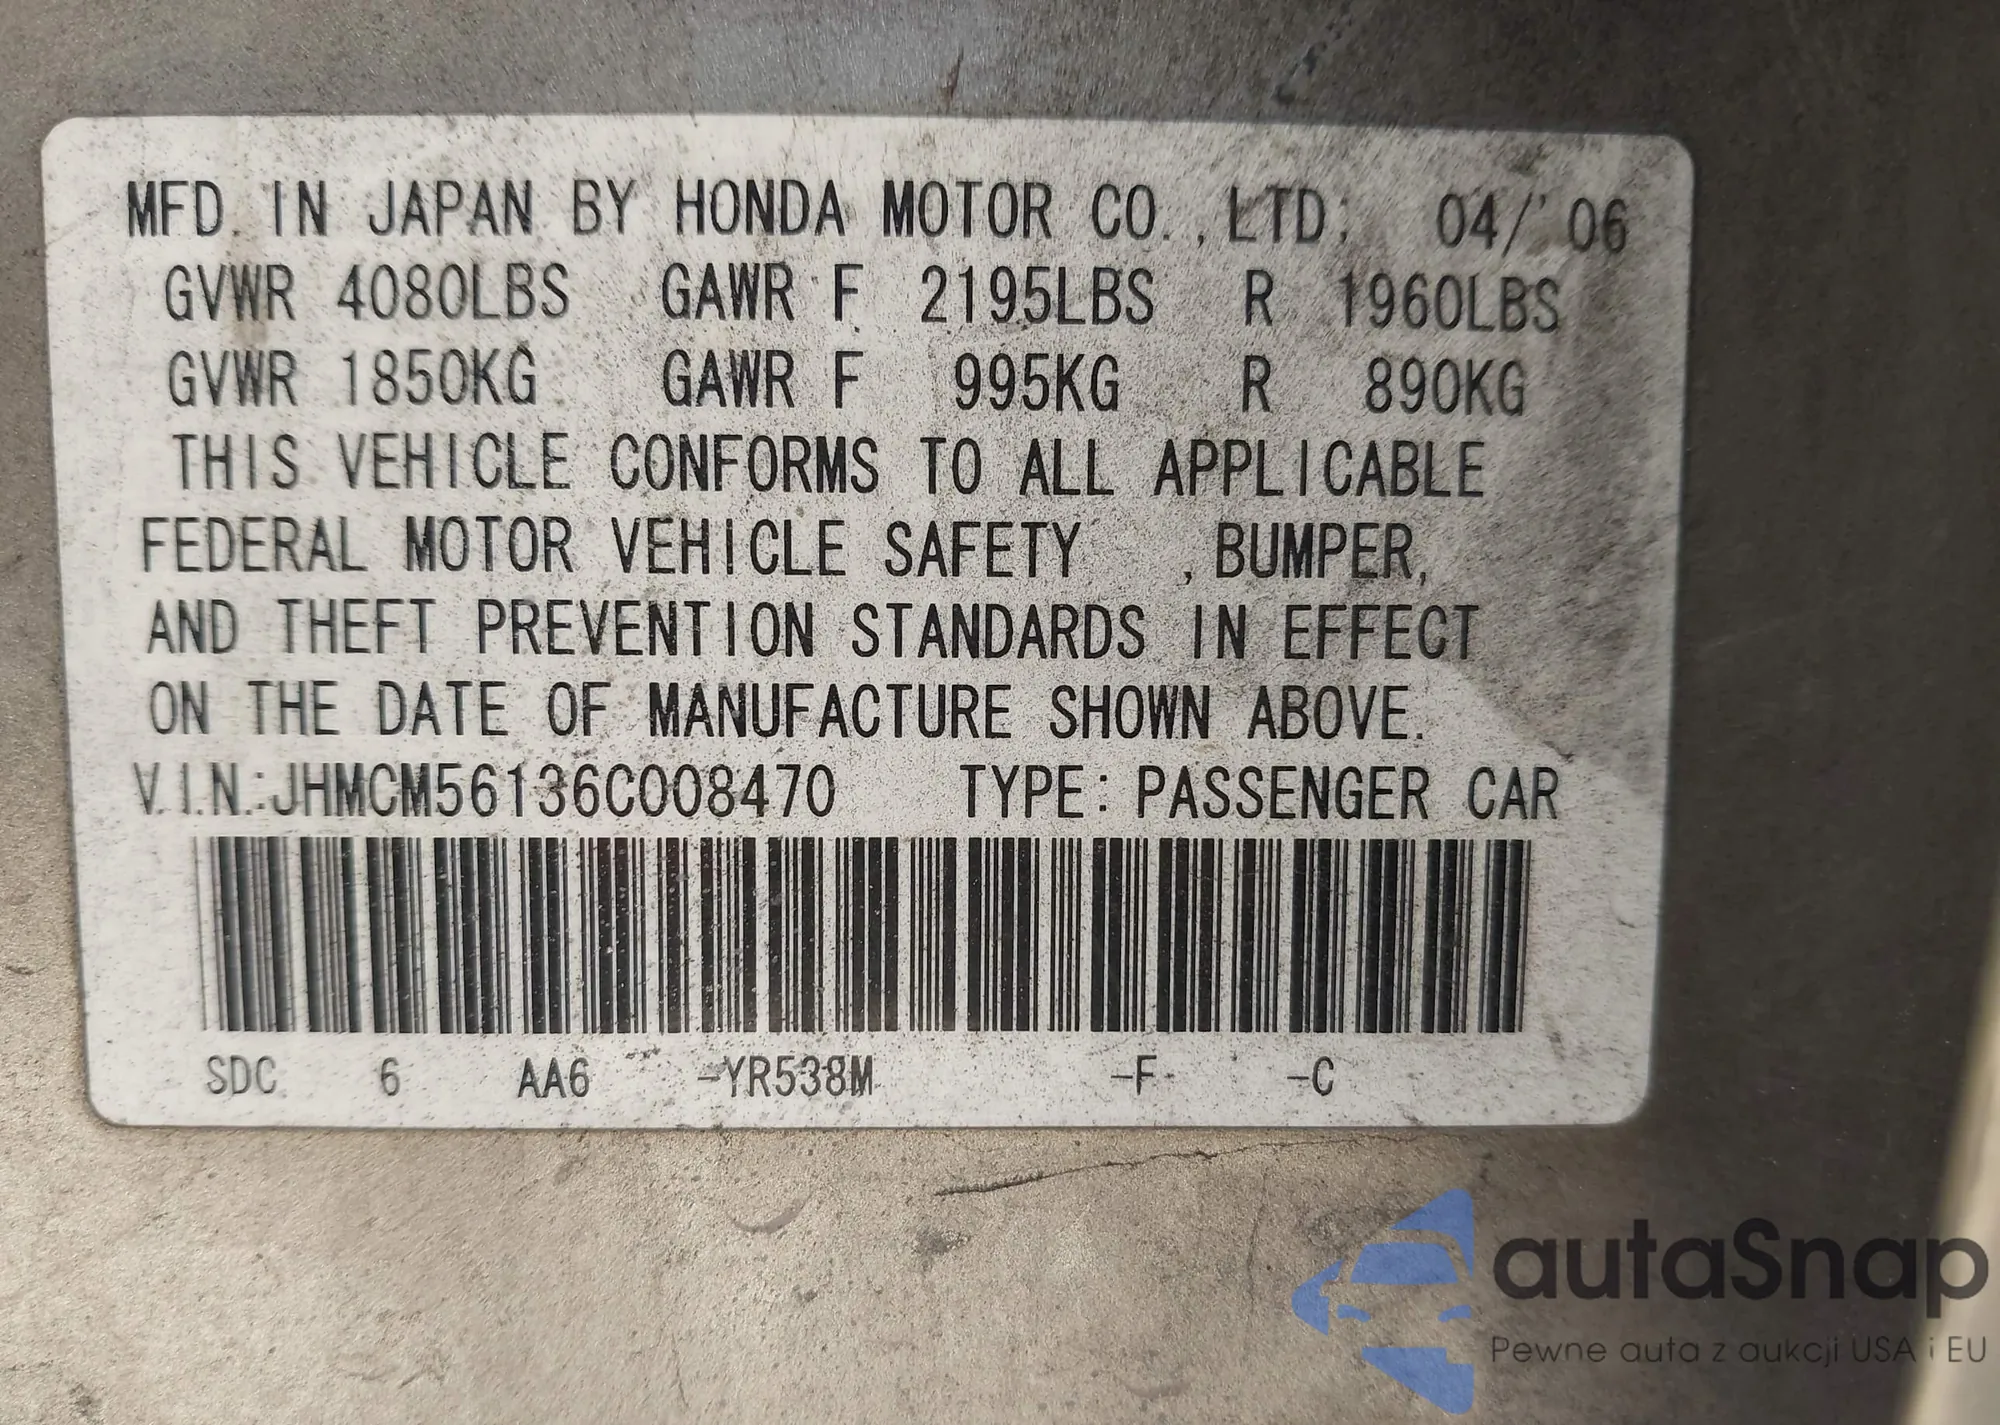 MFD. IN JAPAN BY HONDA MOTOR CO.,LTD; 04/'06
GVWR 4080LBS GAWR F 2195LBS R 1960LBS
GVWR 1850KG GAWR F 995KG R 890KG
THIS VEHICLE CONFORMS TO ALL APPLICABLE
FEDERAL MOTOR VEHICLE SAFETY ,BUMPER,
AND THEFT PREVENTION STANDARDS IN EFFECT
ON THE DATE OF MANUFACTURE SHOWN ABOVE.
V.I.N.:JHMCM56136C008470 TYPE: PASSENGER CAR
SDC 6 AA6 -YR538M -F -C
autaSnap
Pewne auta z aukcji USA i EU